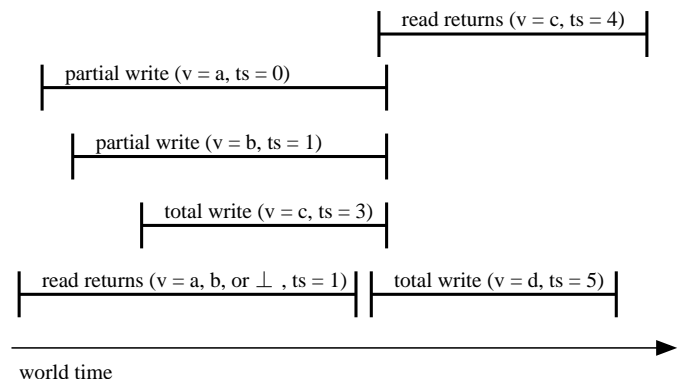 read returns (v = c, ts = 4)
partial write (v = a, ts = 0)
partial write (v = b, ts = 1)
total write (v = c, ts = 3)
read returns (v = a, b, or ⊥ , ts = 1)
total write (v = d, ts = 5)
world time